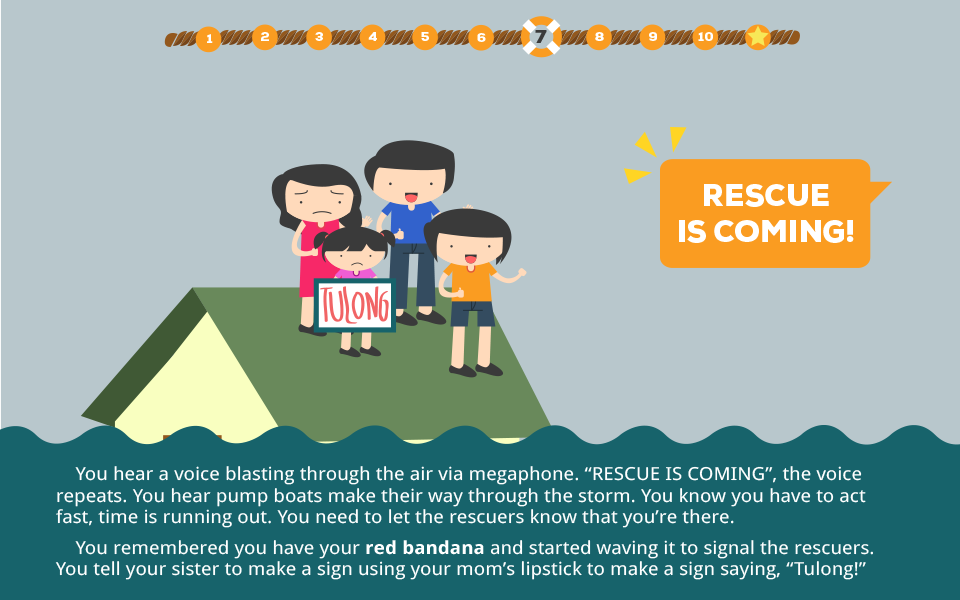 1 2 3 4 5 6 7 8 9 10
RESCUE
IS COMING!
TULONG
You hear a voice blasting through the air via megaphone. “RESCUE IS COMING”, the voice
repeats. You hear pump boats make their way through the storm. You know you have to act
fast, time is running out. You need to let the rescuers know that you’re there.
You remembered you have your red bandana and started waving it to signal the rescuers.
You tell your sister to make a sign using your mom’s lipstick to make a sign saying, “Tulong!”